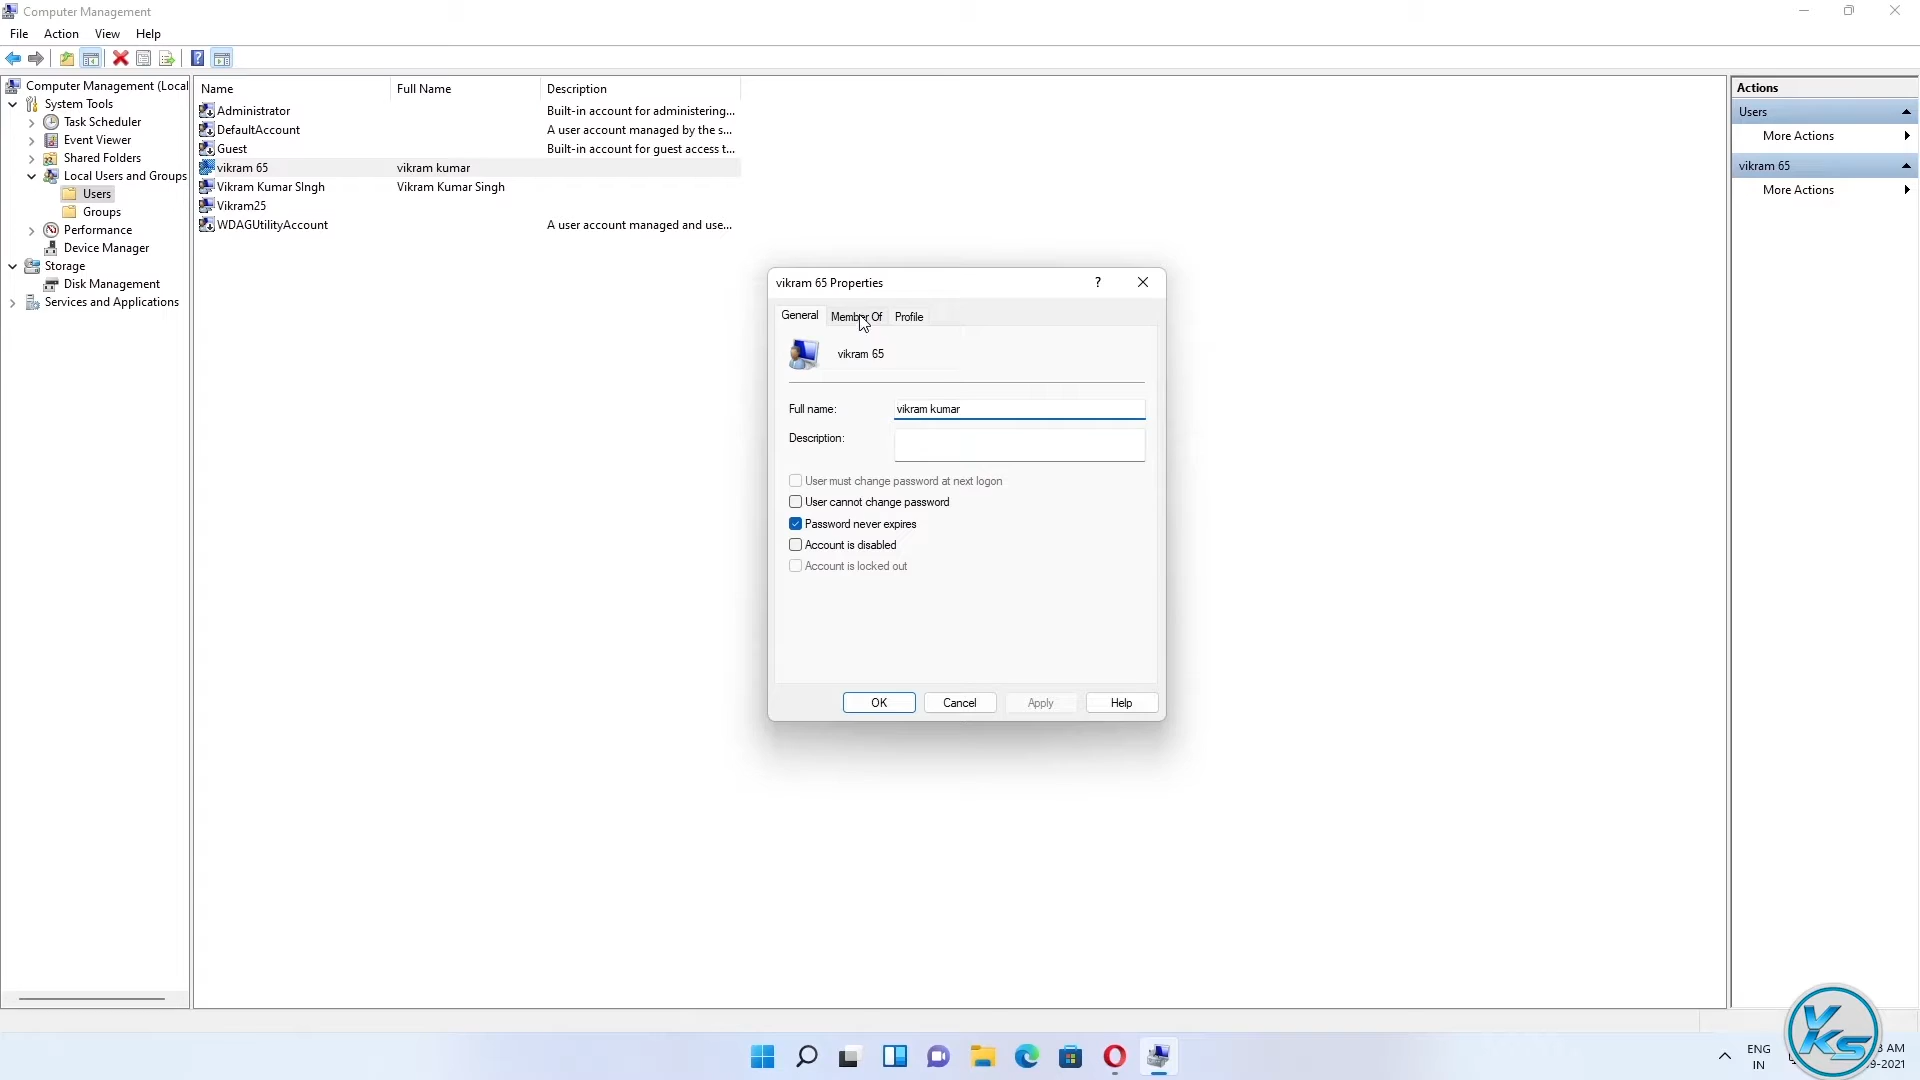 Computer Management
File Action View Help
Computer Management (Local
System Tools
Task Scheduler
Event Viewer
Shared Folders
Local Users and Groups
Users
Groups
Performance
Device Manager
Storage
Disk Management
Services and Applications
Name Full Name Description
Administrator Built-in account for administering...
DefaultAccount A user account managed by the s...
Guest Built-in account for guest access t...
vikram 65 vikram kumar
Vikram Kumar SIngh Vikram Kumar Singh
Vikram25
WDAGUtilityAccount A user account managed and use...
Actions
Users
More Actions
vikram 65
More Actions
vikram 65 Properties
General Member Of Profile
vikram 65
Full name: vikram kumar
Description:
User must change password at next logon
User cannot change password
Password never expires
Account is disabled
Account is locked out
OK Cancel Apply Help
ENG
IN
AM
-2021
VKS